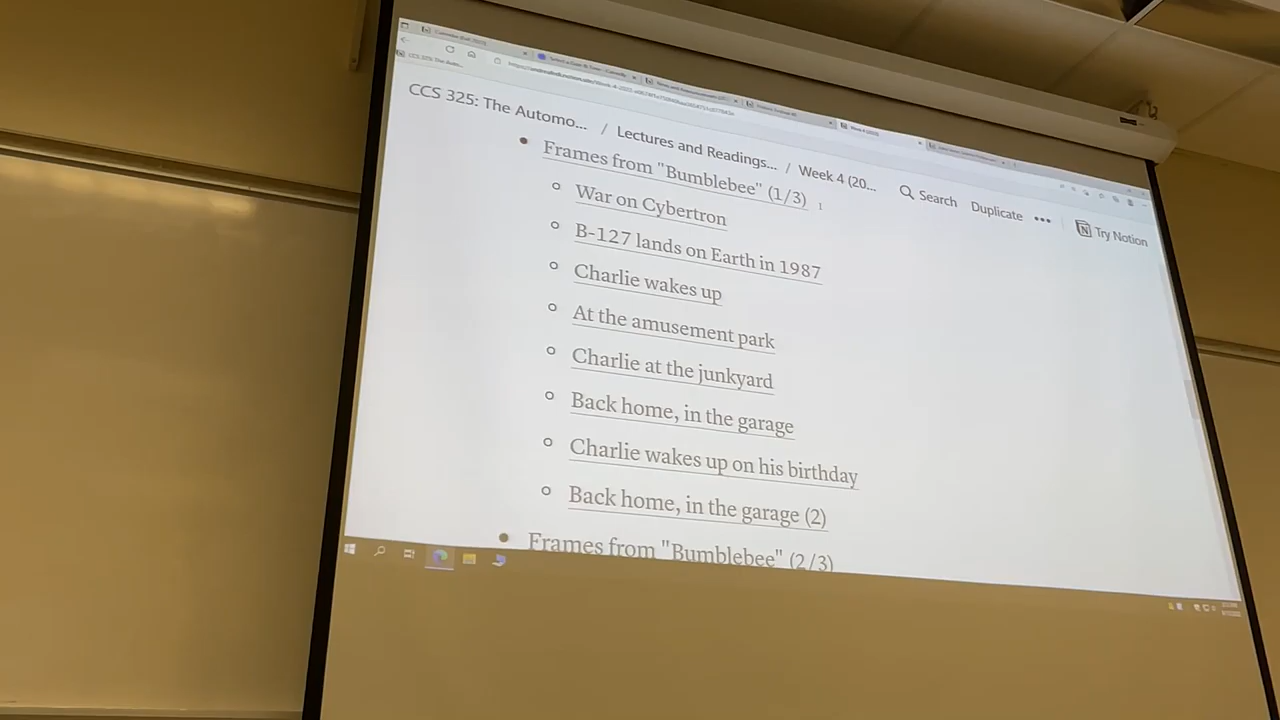 CCS 325: The Automo... / Lectures and Readings... / Week 4 (20... Search Duplicate ••• Try Notion
Frames from "Bumblebee" (1/3)
War on Cybertron
B-127 lands on Earth in 1987
Charlie wakes up
At the amusement park
Charlie at the junkyard
Back home, in the garage
Charlie wakes up on his birthday
Back home, in the garage (2)
Frames from "Bumblebee" (2/3)